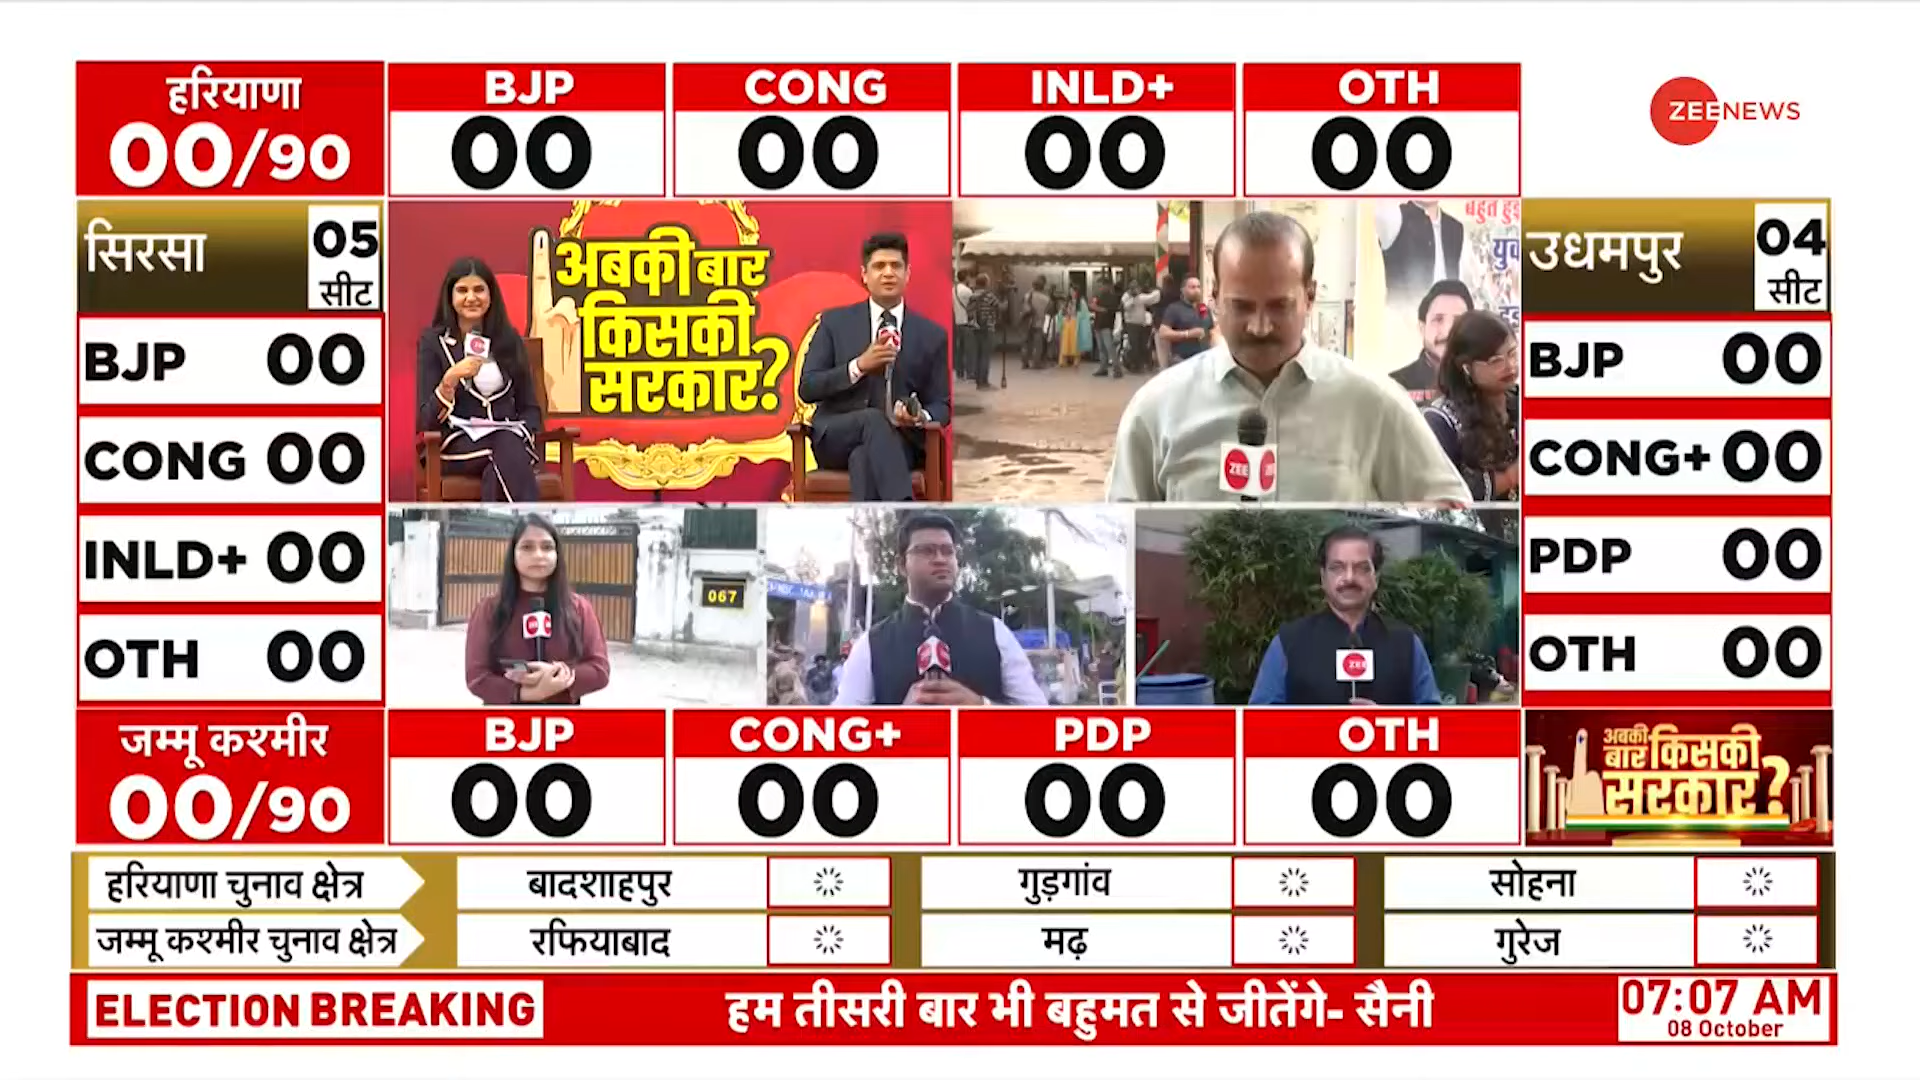 हरियाणा
00/90
BJP
00
CONG
00
INLD+
00
OTH
00
ZEENEWS
सिरसा
05
सीट
BJP 00
CONG 00
INLD+ 00
OTH 00
अबकी बार
किसकी
सरकार?
बहुत
ZEE
067
ZEE
उधमपुर
04
सीट
BJP 00
CONG+ 00
PDP 00
OTH 00
जम्मू कश्मीर
00/90
BJP
00
CONG+
00
PDP
00
OTH
00
अबकी
बार किसकी
सरकार?
हरियाणा चुनाव क्षेत्र
बादशाहपुर
गुड़गांव
सोहना
जम्मू कश्मीर चुनाव क्षेत्र
रफियाबाद
मढ़
गुरेज
ELECTION BREAKING
हम तीसरी बार भी बहुमत से जीतेंगे- सैनी
07:07 AM
08 October